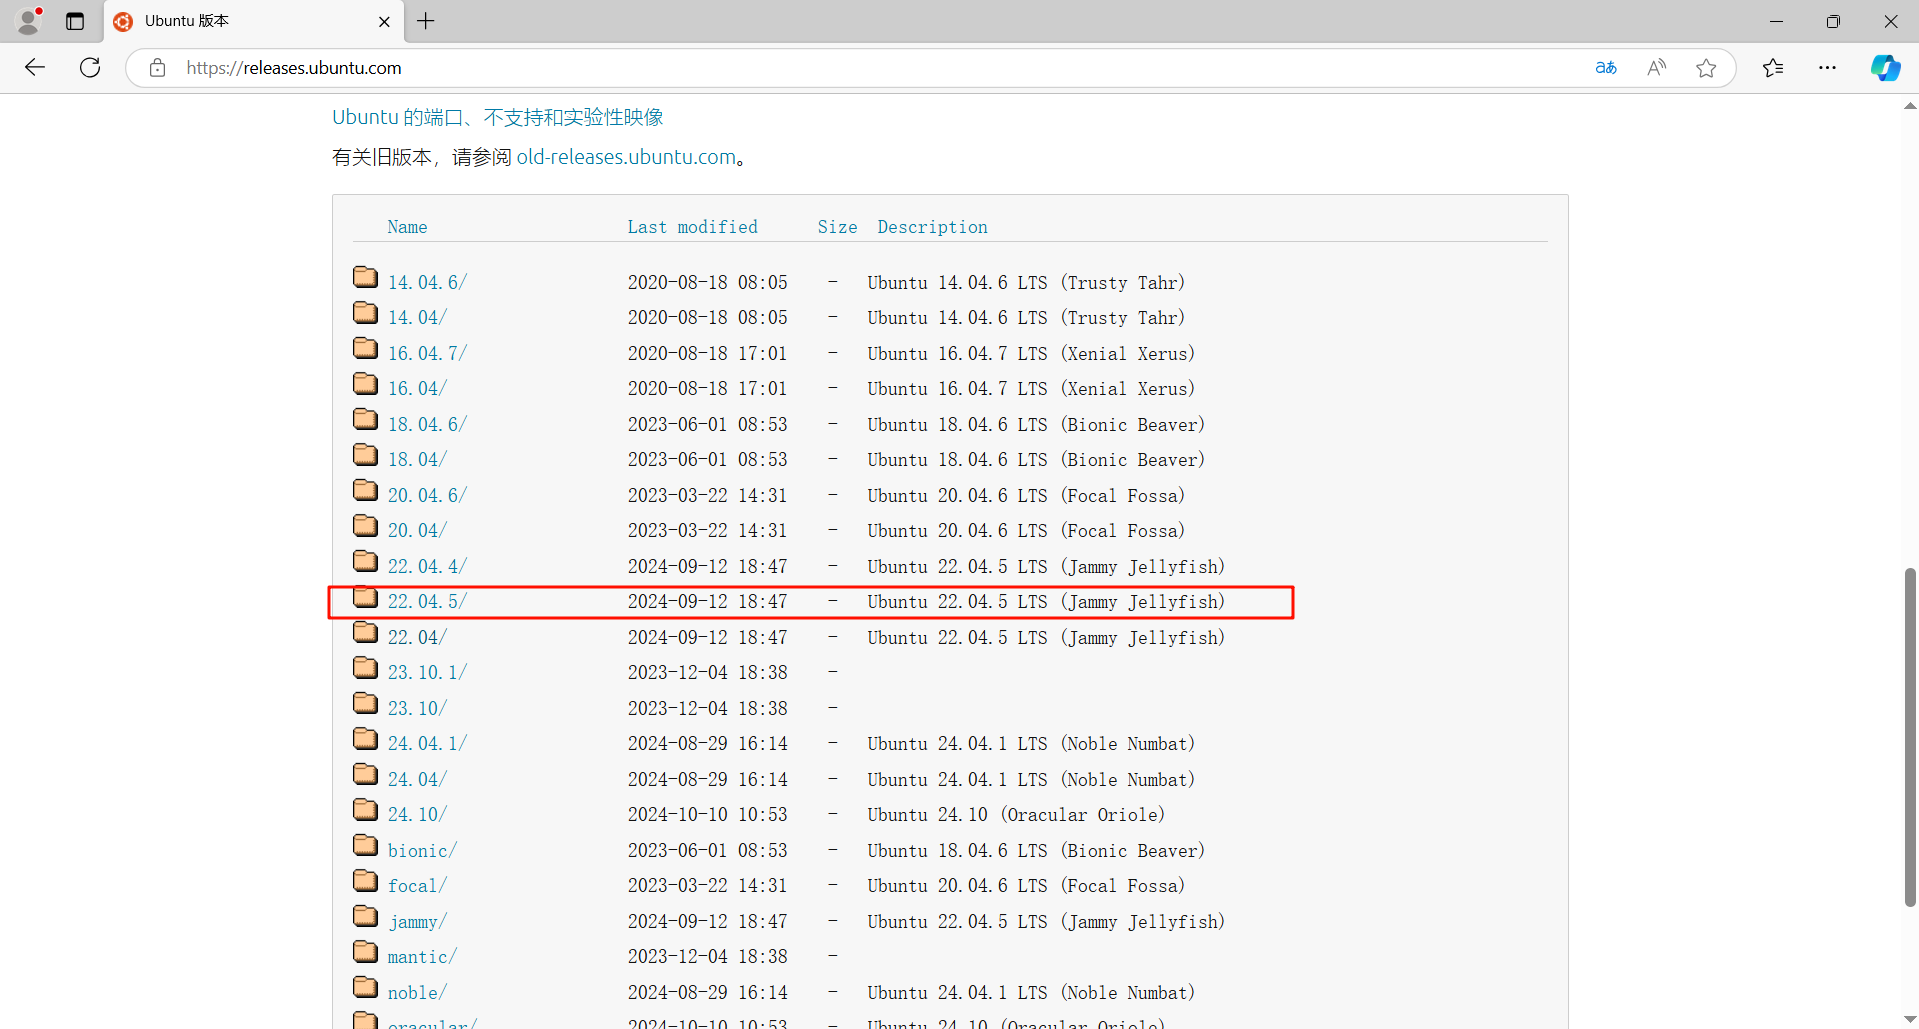 Ubuntu 版本
https://releases.ubuntu.com
Ubuntu 的端口、不支持和实验性映像
有关旧版本，请参阅 old-releases.ubuntu.com。
Name Last modified Size Description
14.04.6/ 2020-08-18 08:05 - Ubuntu 14.04.6 LTS (Trusty Tahr)
14.04/ 2020-08-18 08:05 - Ubuntu 14.04.6 LTS (Trusty Tahr)
16.04.7/ 2020-08-18 17:01 - Ubuntu 16.04.7 LTS (Xenial Xerus)
16.04/ 2020-08-18 17:01 - Ubuntu 16.04.7 LTS (Xenial Xerus)
18.04.6/ 2023-06-01 08:53 - Ubuntu 18.04.6 LTS (Bionic Beaver)
18.04/ 2023-06-01 08:53 - Ubuntu 18.04.6 LTS (Bionic Beaver)
20.04.6/ 2023-03-22 14:31 - Ubuntu 20.04.6 LTS (Focal Fossa)
20.04/ 2023-03-22 14:31 - Ubuntu 20.04.6 LTS (Focal Fossa)
22.04.4/ 2024-09-12 18:47 - Ubuntu 22.04.5 LTS (Jammy Jellyfish)
22.04.5/ 2024-09-12 18:47 - Ubuntu 22.04.5 LTS (Jammy Jellyfish)
22.04/ 2024-09-12 18:47 - Ubuntu 22.04.5 LTS (Jammy Jellyfish)
23.10.1/ 2023-12-04 18:38 -
23.10/ 2023-12-04 18:38 -
24.04.1/ 2024-08-29 16:14 - Ubuntu 24.04.1 LTS (Noble Numbat)
24.04/ 2024-08-29 16:14 - Ubuntu 24.04.1 LTS (Noble Numbat)
24.10/ 2024-10-10 10:53 - Ubuntu 24.10 (Oracular Oriole)
bionic/ 2023-06-01 08:53 - Ubuntu 18.04.6 LTS (Bionic Beaver)
focal/ 2023-03-22 14:31 - Ubuntu 20.04.6 LTS (Focal Fossa)
jammy/ 2024-09-12 18:47 - Ubuntu 22.04.5 LTS (Jammy Jellyfish)
mantic/ 2023-12-04 18:38 -
noble/ 2024-08-29 16:14 - Ubuntu 24.04.1 LTS (Noble Numbat)
oracular/ 2024-10-10 10:53 - Ubuntu 24.10 (Oracular Oriole)